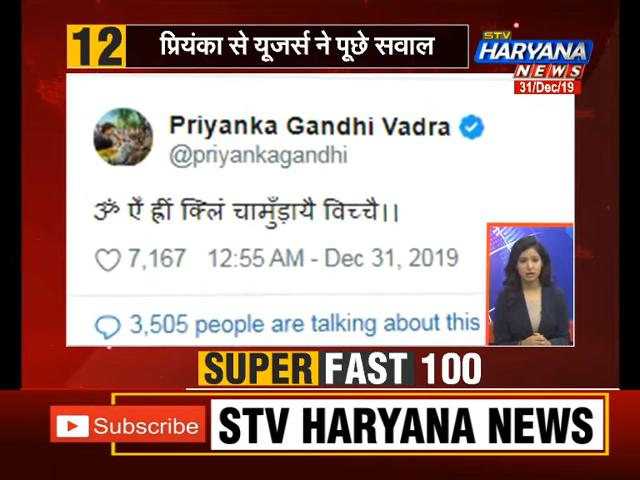 12
प्रियंका से यूजर्स ने पूछे सवाल
STV
HARYANA
NEWS
31/Dec/19
Priyanka Gandhi Vadra
@priyankagandhi
ॐ ऐं ह्रीं क्लिं चामुँड़ायै विच्चै।।
7,167 12:55 AM - Dec 31, 2019
3,505 people are talking about this
SUPER FAST 100
Subscribe
STV HARYANA NEWS